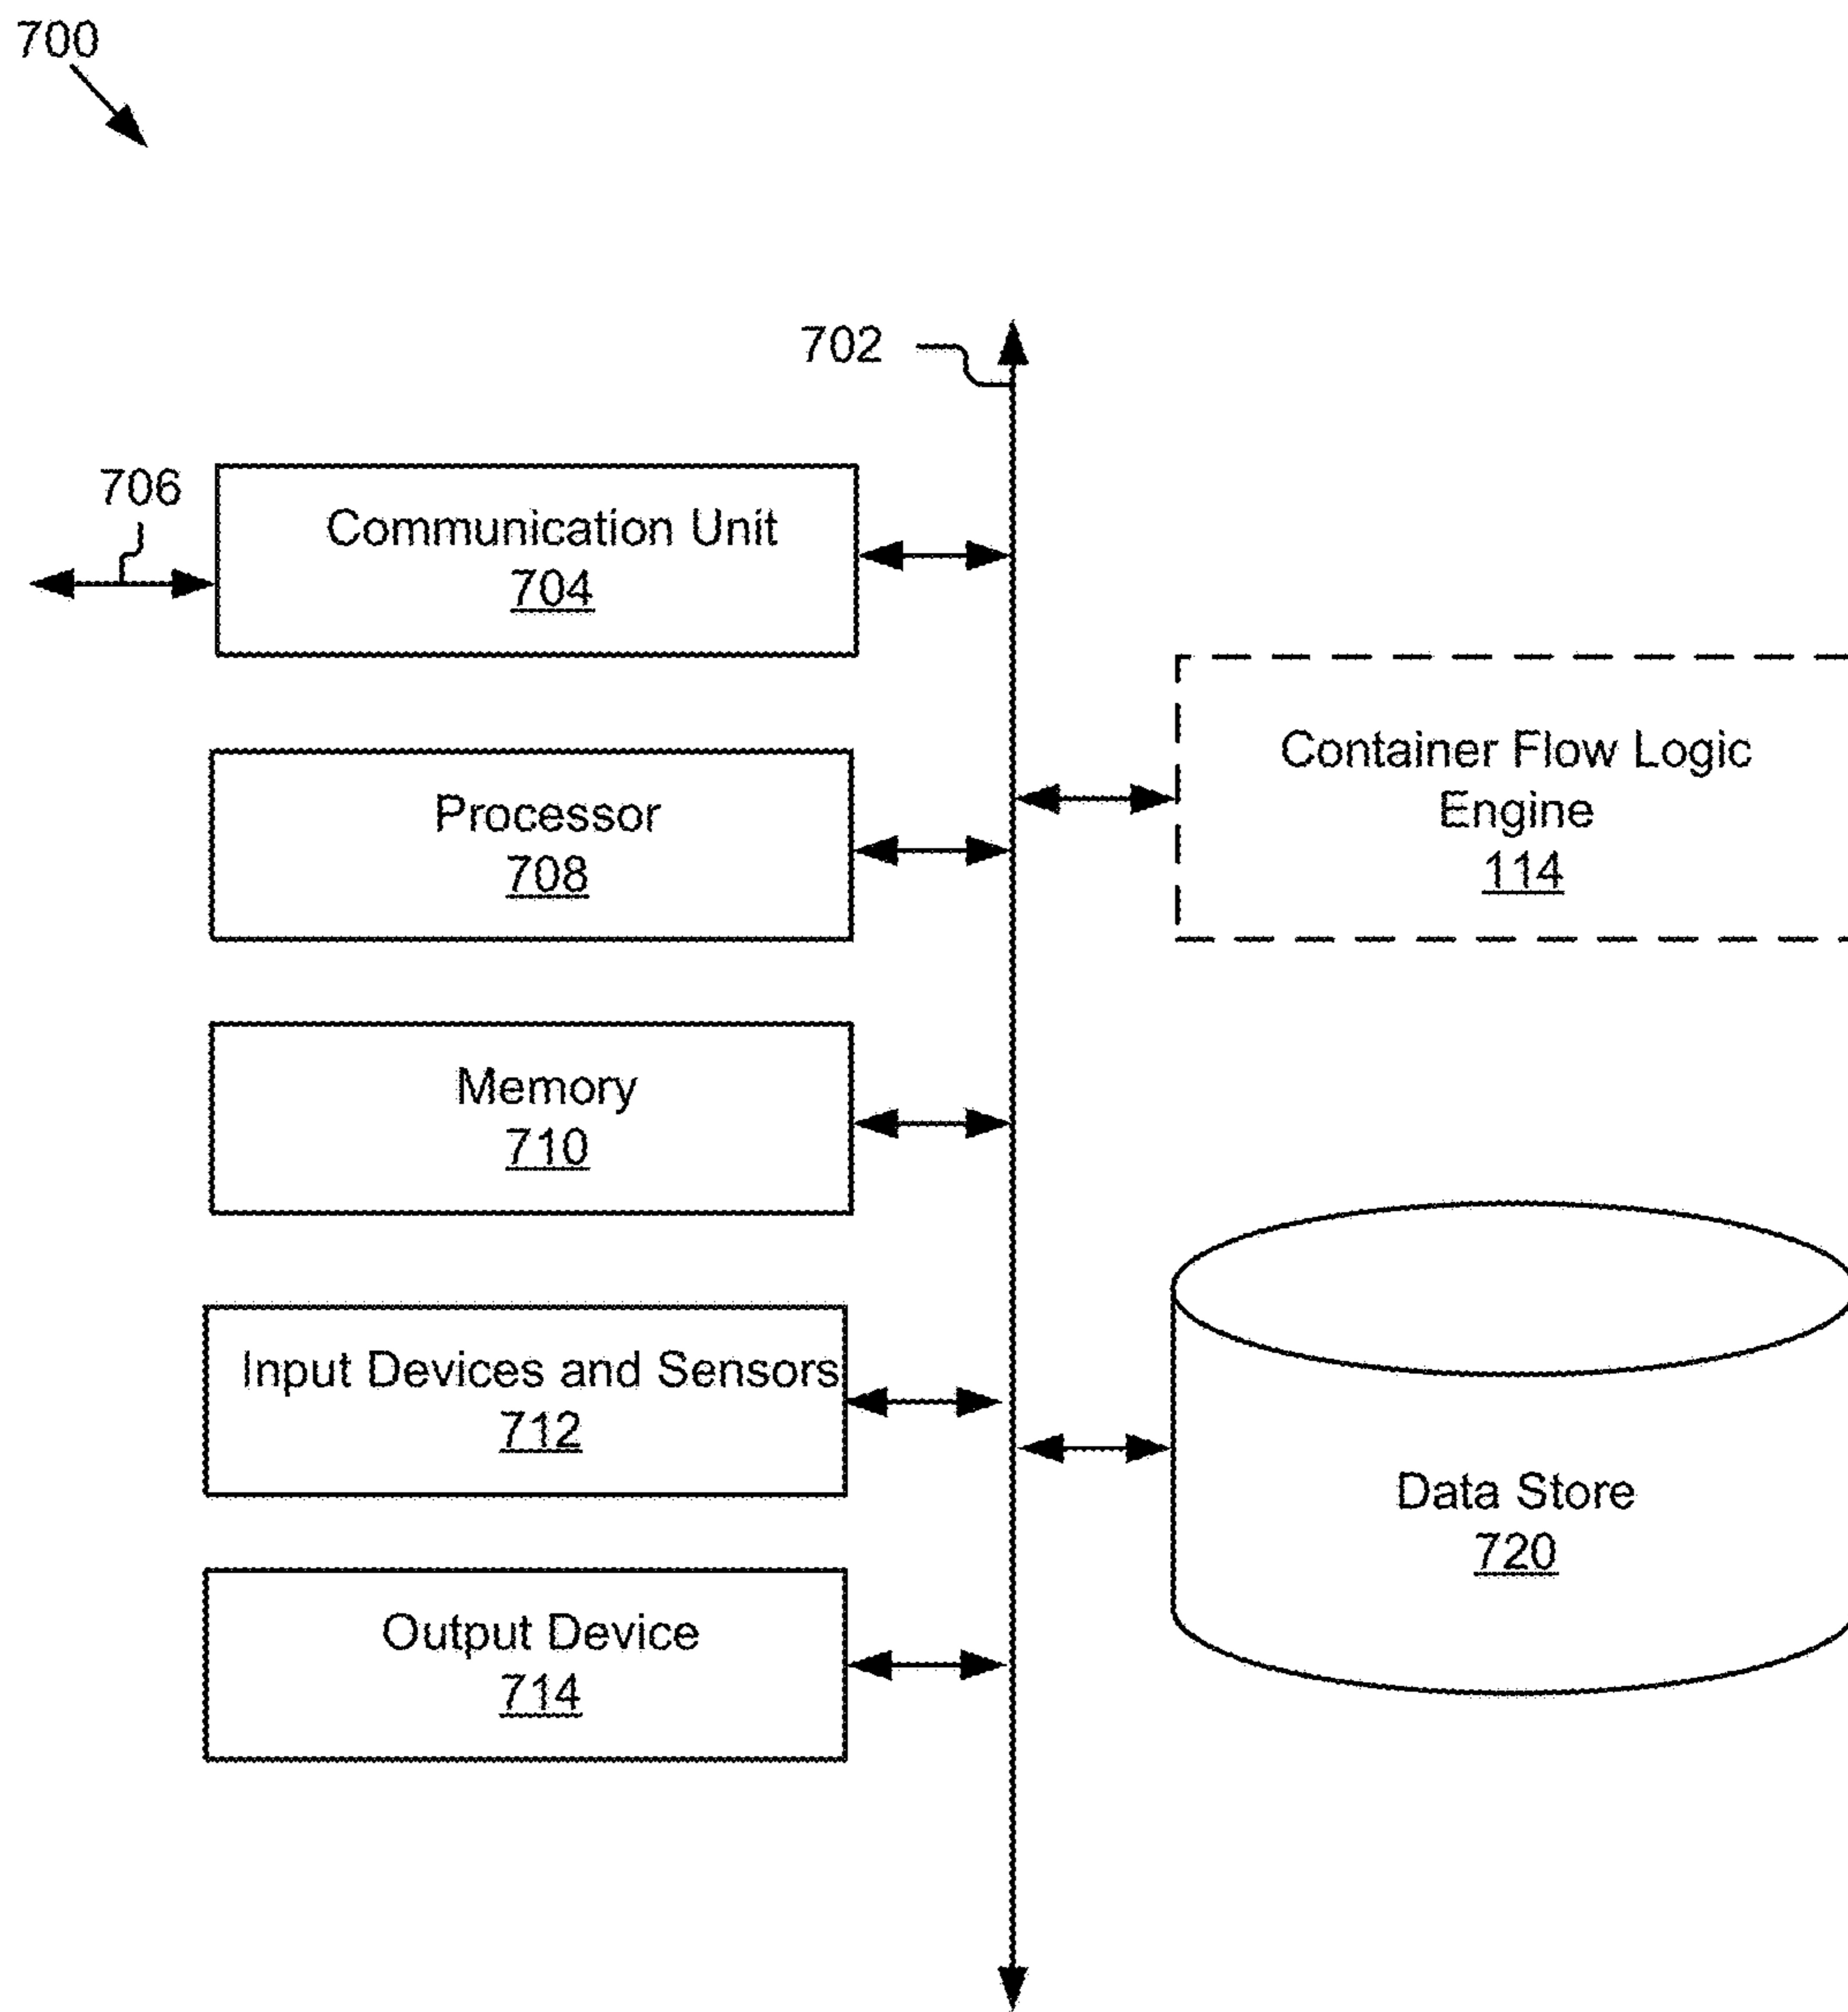 700
702
706
Communication Unit
704
Container Flow Logic
Engine
114
Processor
708
Memory
710
Input Devices and Sensors
712
Data Store
720
Output Device
714